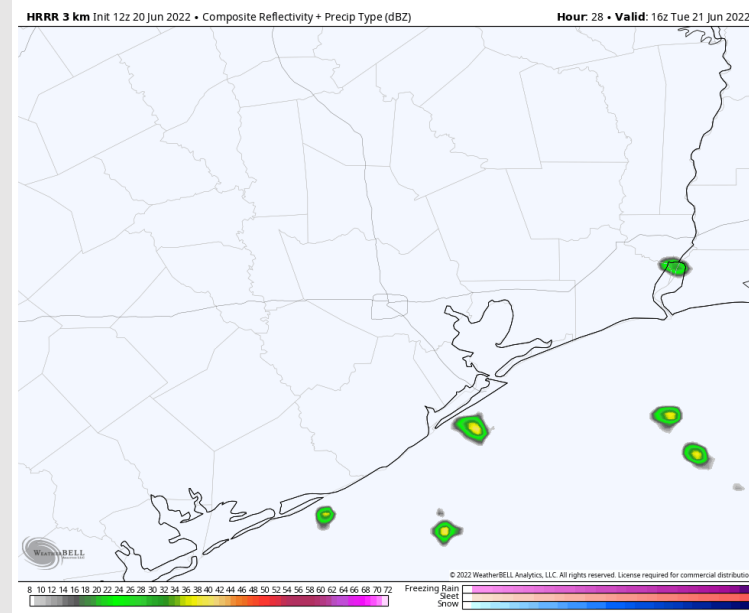 HRRR 3 km Init 12z 20 Jun 2022 • Composite Reflectivity + Precip Type (dBZ)
Hour: 28 • Valid: 16z Tue 21 Jun 2022
WEATHERBELL
© 2022 WeatherBELL Analytics, LLC. All rights reserved. License required for commercial distributio
8 10 12 14 16 18 20 22 24 26 28 30 32 34 36 38 40 42 44 46 48 50 52 54 56 58 60 62 64 66 68 70 72
Freezing Rain
Sleet
Snow